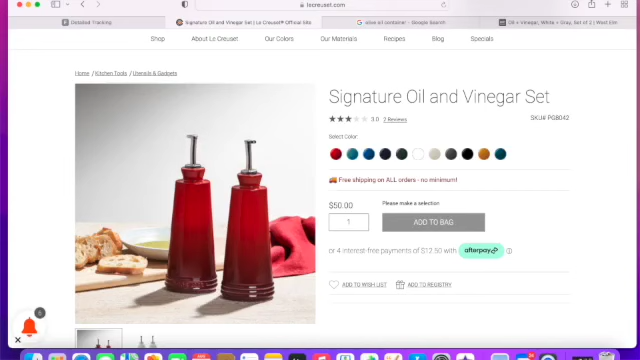 lecreuset.com
Detailed Tracking
Signature Oil and Vinegar Set | Le Creuset® Official Site
olive oil container - Google Search
Oil + Vinegar, White + Gray, Set of 2 | West Elm
Shop
About Le Creuset
Our Colors
Our Materials
Recipes
Blog
Specials
Home / Kitchen Tools / Utensils & Gadgets
Signature Oil and Vinegar Set
3.0 2 Reviews
SKU# PG8042
Select Color:
Free shipping on ALL orders - no minimum!
$50.00
Please make a selection
1
ADD TO BAG
or 4 interest-free payments of $12.50 with afterpay
ADD TO WISH LIST
ADD TO REGISTRY
6